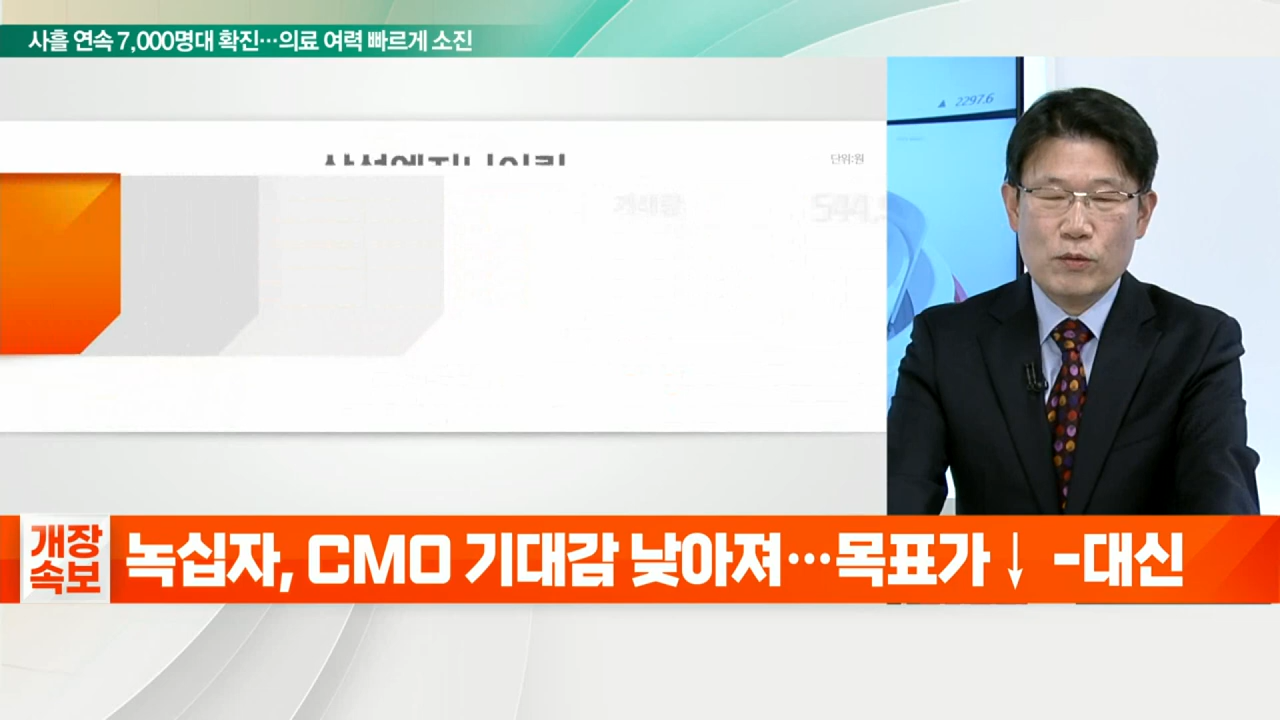 사흘 연속 7,000명대 확진…의료 여력 빠르게 소진
▲ 2297.6
단위:원
개장
속보
녹십자, CMO 기대감 낮아져…목표가↓ -대신